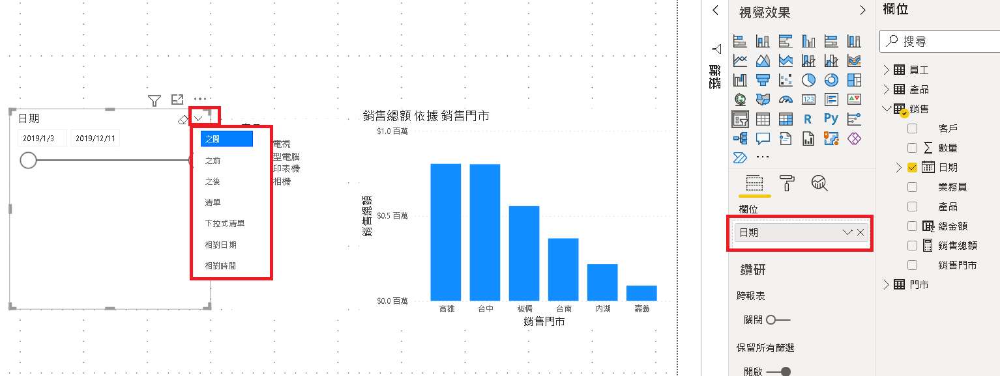 日期
2019/1/3
2019/12/11
之間
之前
之後
清單
下拉式清單
相對日期
相對時間
電視
型電腦
印表機
相機
銷售總額 依據 銷售門市
$1.0 百萬
$0.5 百萬
$0.0 百萬
銷售總額
高雄
台中
板橋
台南
內湖
嘉義
銷售門市
篩選
視覺效果
123
R
Py
欄位
日期
鑽研
跨報表
關閉
保留所有篩選
開啟
欄位
搜尋
員工
產品
銷售
客戶
數量
日期
業務員
產品
總金額
銷售總額
銷售門市
門市